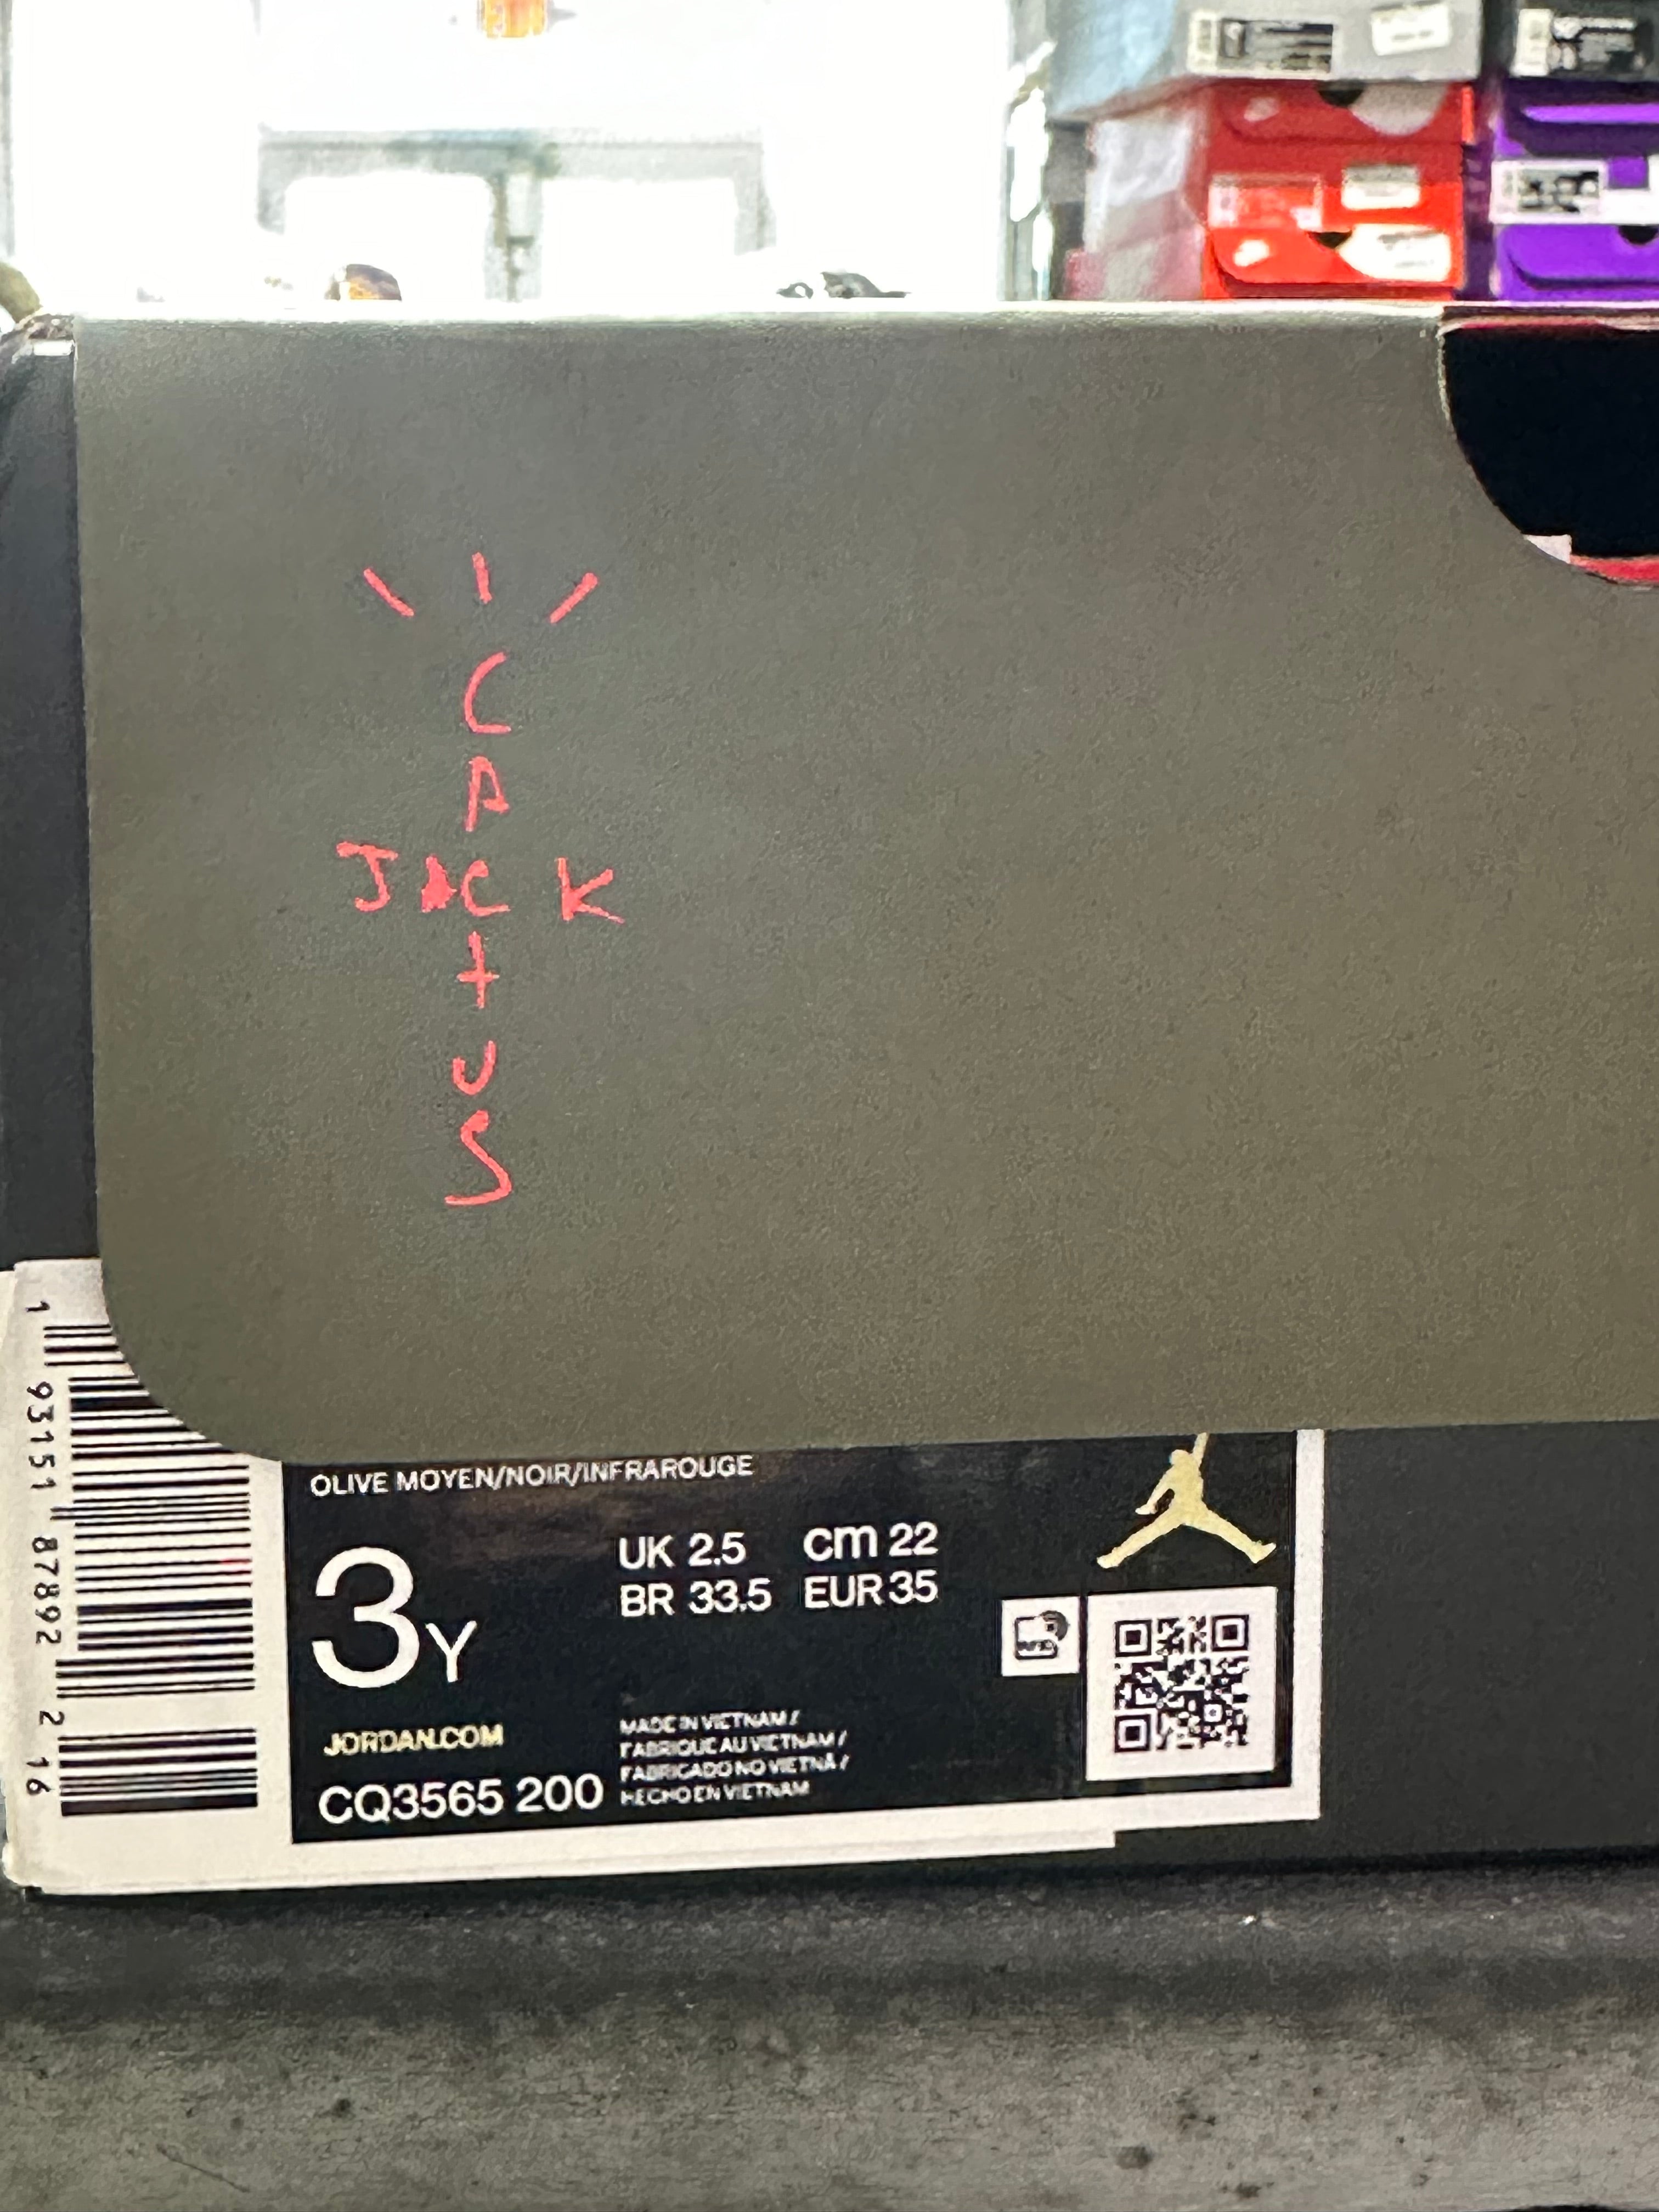 C
A
JACK
t
U
S
OLIVE MOYEN/NOIR/INFRAROUGE
3Y
UK 2.5 cm 22
BR 33.5 EUR 35
JORDAN.COM
CQ3565 200
MADE IN VIETNAM /
FABRIQUE AU VIETNAM /
FABRICADO NO VIETNÃ /
HECHO EN VIETNAM
1 93151 87892 2 16